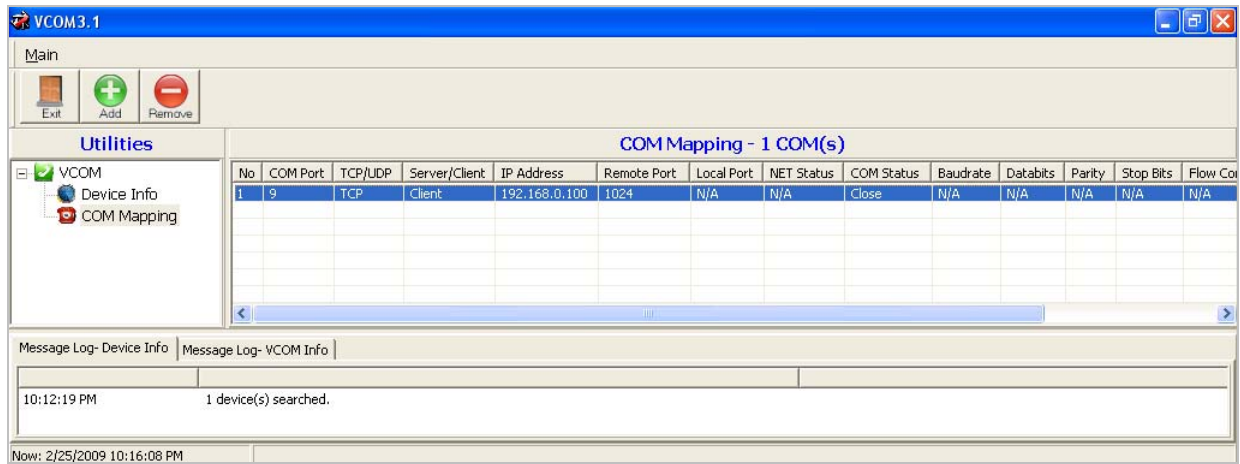 VCOM3.1
Main
Exit Add Remove
Utilities
COM Mapping - 1 COM(s)
VCOM
Device Info
COM Mapping
No COM Port TCP/UDP Server/Client IP Address Remote Port Local Port NET Status COM Status Baudrate Databits Parity Stop Bits Flow Co
1 9 TCP Client 192.168.0.100 1024 N/A N/A Close N/A N/A N/A N/A N/A
Message Log- Device Info Message Log- VCOM Info
10:12:19 PM 1 device(s) searched.
Now: 2/25/2009 10:16:08 PM